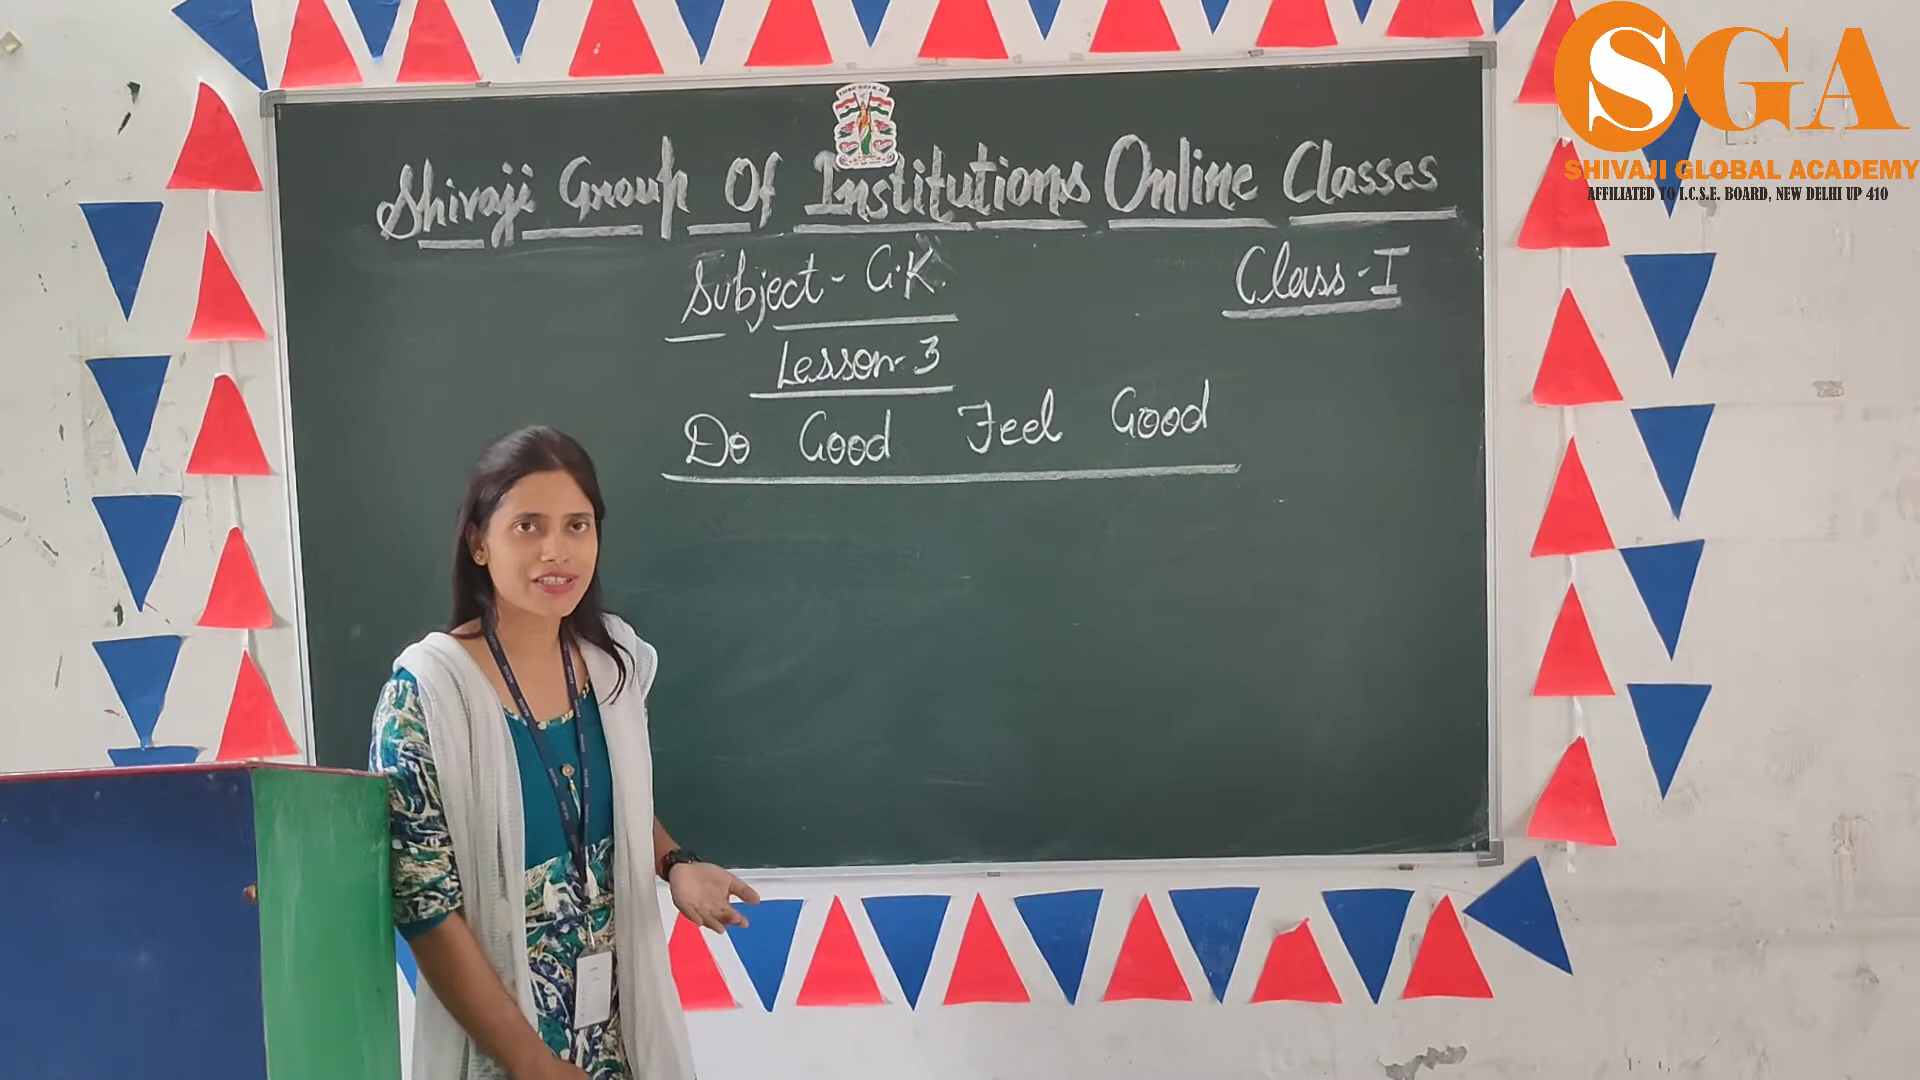 SGA
SHIVAJI GLOBAL ACADEMY
AFFILIATED TO I.C.S.E. BOARD, NEW DELHI UP 410
Shivaji Group Of Institutions Online Classes
Subject - G.K.
Class - I
Lesson - 3
Do Good Feel Good